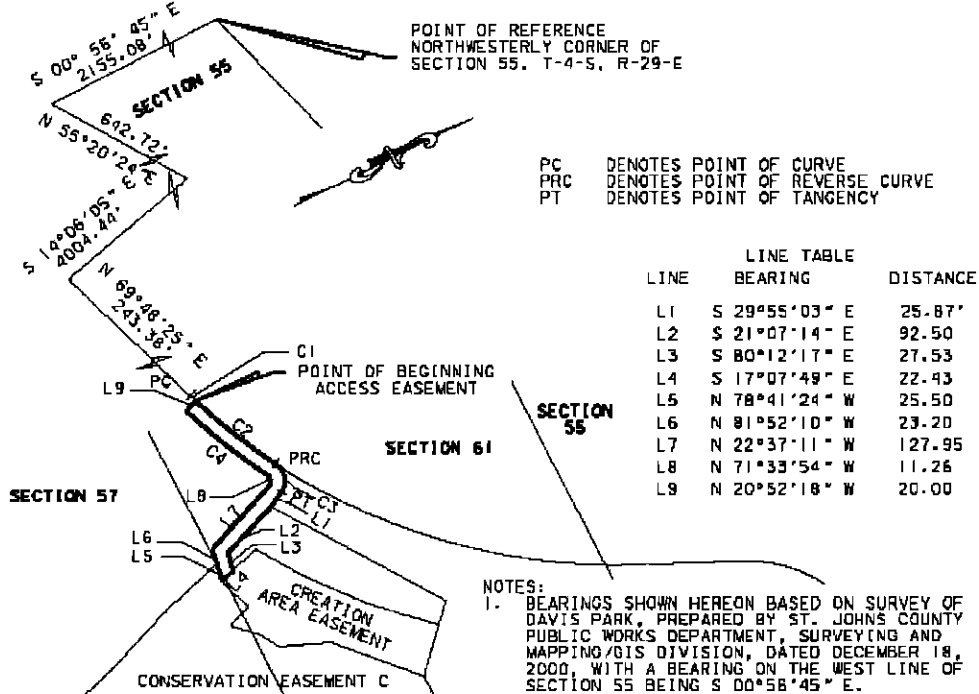 S 00° 56' 45" E
2155.08'
POINT OF REFERENCE
NORTHWESTERLY CORNER OF
SECTION 55, T-4-S, R-29-E
SECTION 55
642.72'
N 55°20'24" E
S 14°06'05" E
4004.44'
N 69°48'25" E
243.38'
PC DENOTES POINT OF CURVE
PRC DENOTES POINT OF REVERSE CURVE
PT DENOTES POINT OF TANGENCY
LINE TABLE
LINE BEARING DISTANCE
L1 S 29°55'03" E 25.87'
L2 S 21°07'14" E 92.50
L3 S 80°12'17" E 27.53
L4 S 17°07'49" E 22.43
L5 N 78°41'24" W 25.50
L6 N 81°52'10" W 23.20
L7 N 22°37'11" W 127.95
L8 N 71°33'54" W 11.26
L9 N 20°52'18" W 20.00
C1
POINT OF BEGINNING
ACCESS EASEMENT
PC
L9
C2
C4
PRC
SECTION 61
SECTION
55
SECTION 57
L8
PT
C3
L1
L7
L2
L3
L6
L5
L4
CREATION
AREA EASEMENT
CONSERVATION EASEMENT C
NOTES:
1. BEARINGS SHOWN HEREON BASED ON SURVEY OF
DAVIS PARK, PREPARED BY ST. JOHNS COUNTY
PUBLIC WORKS DEPARTMENT, SURVEYING AND
MAPPING/GIS DIVISION, DATED DECEMBER 18,
2000, WITH A BEARING ON THE WEST LINE OF
SECTION 55 BEING S 00°58'45" E.